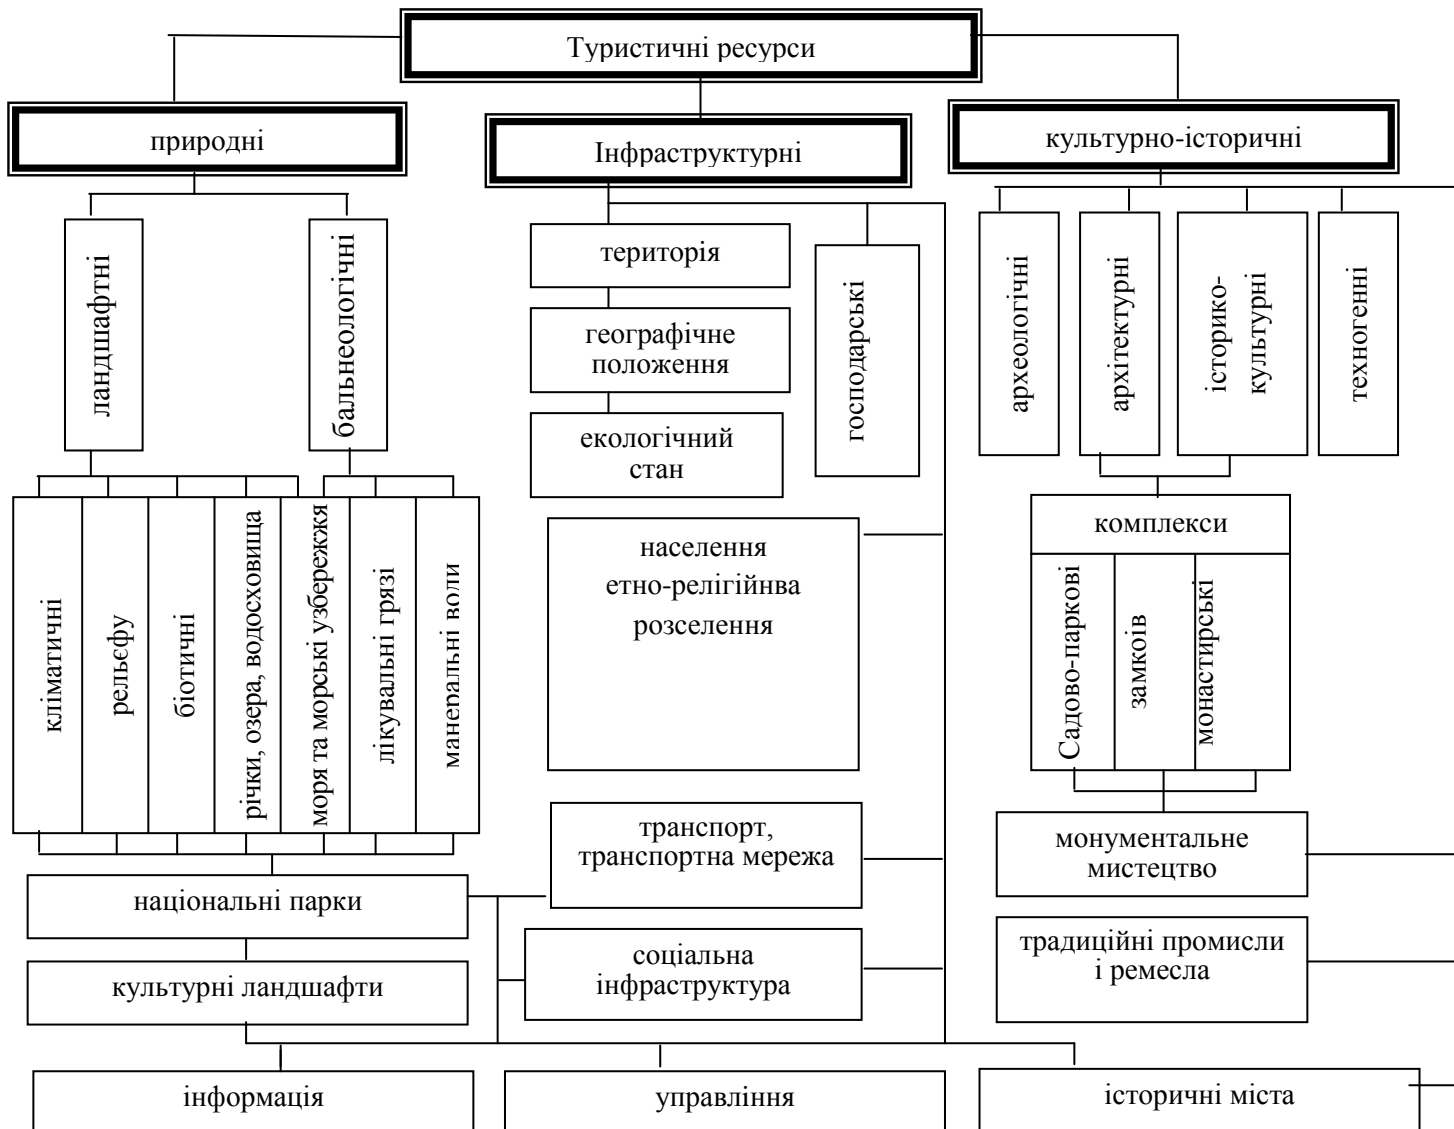 Туристичні ресурси
природні
Інфраструктурні
культурно-історичні
ландшафтні
бальнеологічні
територія
географічне
положення
екологічний
стан
господарські
археологічні
архітектурні
історико-
культурні
техногенні
кліматичні
рельєфу
біотичні
річки, озера, водосховища
моря та морські узбережжя
лікувальні грязі
манеральні води
населення
етно-релігійнва
розселення
комплекси
Садово-паркові
замкоів
монастирські
транспорт,
транспортна мережа
монументальне
мистецтво
національні парки
соціальна
інфраструктура
традиційні промисли
і ремесла
культурні ландшафти
інформація
управління
історичні міста